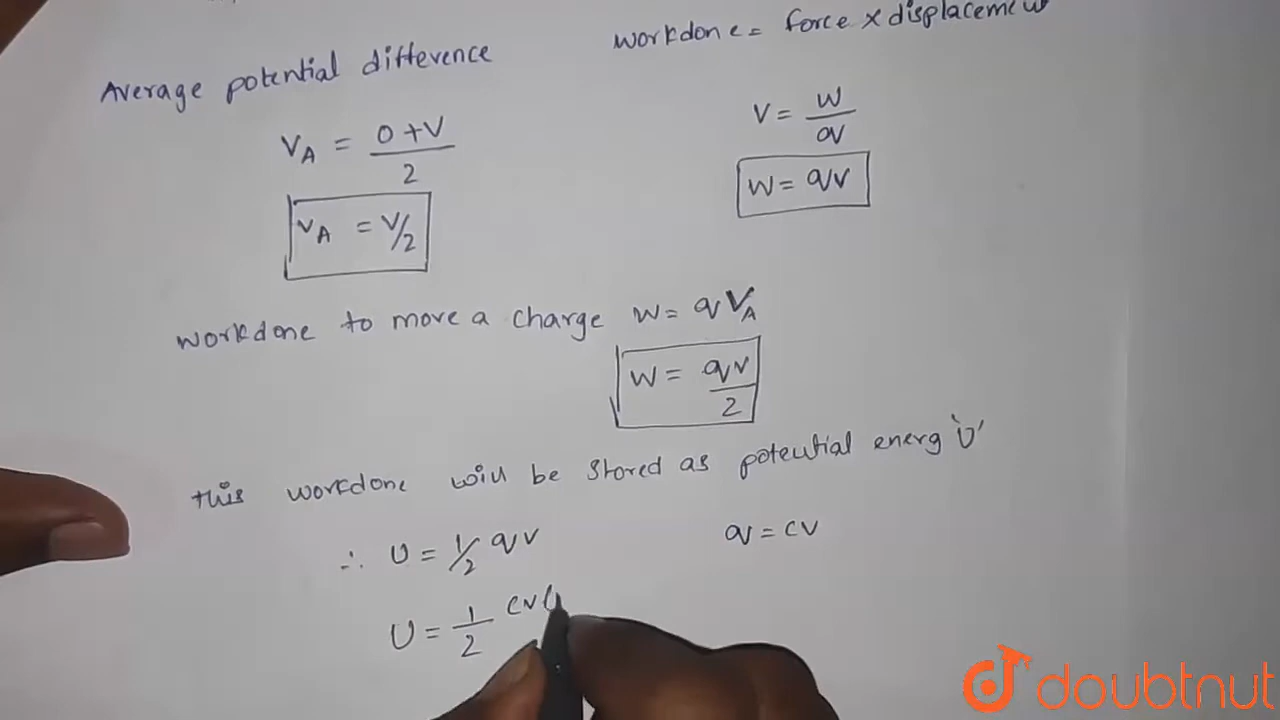 Average potential difference
workdone = force × displacement
V_A = 0+V/2
V = W/q
V_A = V/2
W = qV
workdone to move a charge W = qV_A
W = qV/2
this workdone will be stored as potential energ 'U'
∴ U = 1/2 qV
q = CV
U = 1/2 CV(
doubtnut